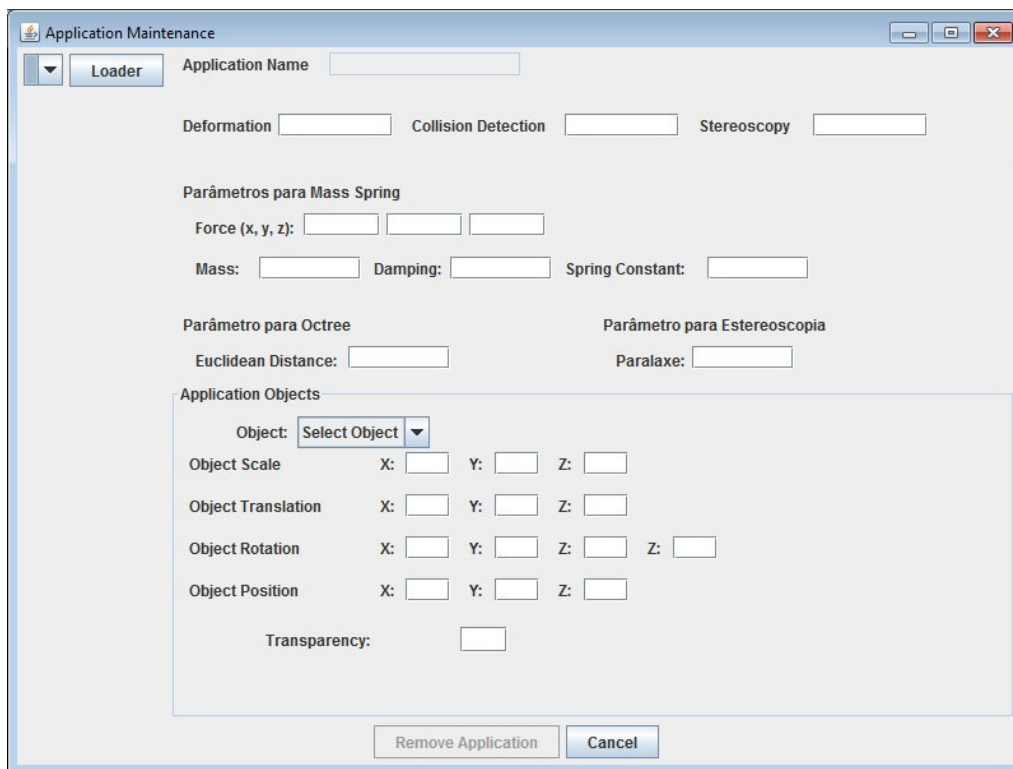 Application Maintenance
Loader
Application Name
Deformation Collision Detection Stereoscopy
Parâmetros para Mass Spring
Force (x, y, z):
Mass: Damping: Spring Constant:
Parâmetro para Octree Parâmetro para Estereoscopia
Euclidean Distance: Paralaxe:
Application Objects
Object: Select Object
Object Scale X: Y: Z:
Object Translation X: Y: Z:
Object Rotation X: Y: Z: Z:
Object Position X: Y: Z:
Transparency:
Remove Application Cancel